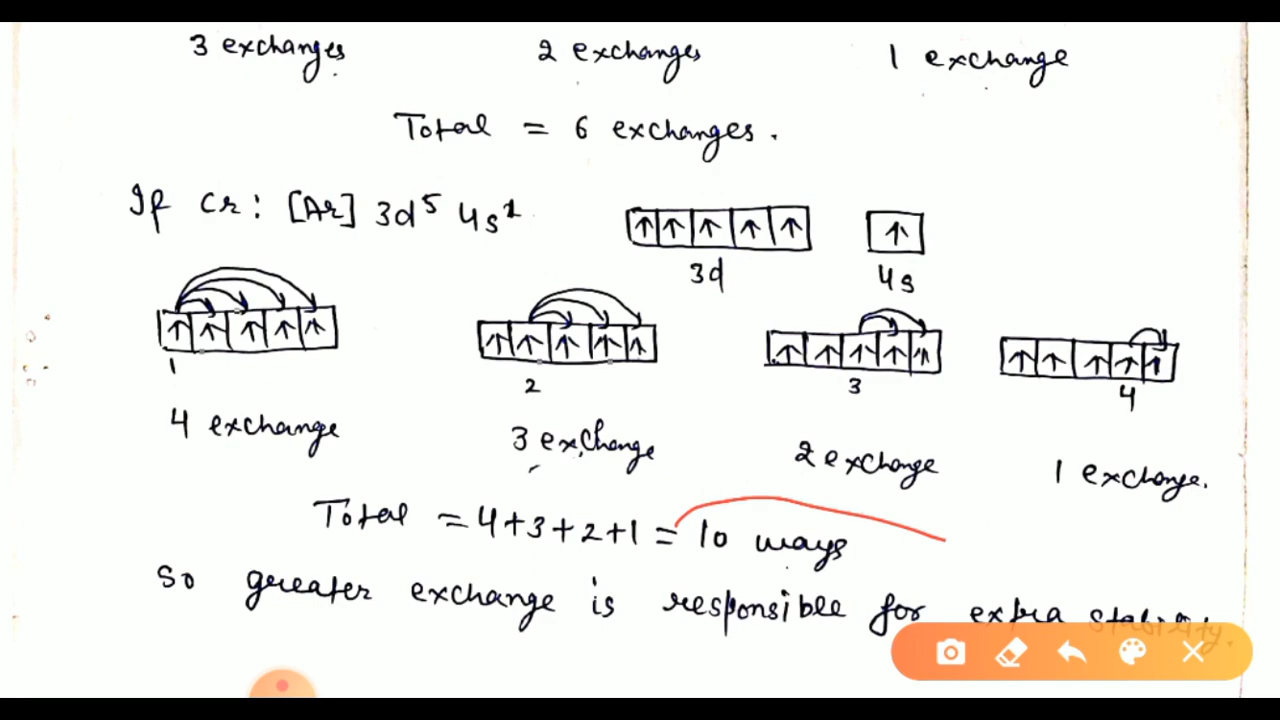 3 exchanges 2 exchanges 1 exchange
Total = 6 exchanges.
If Cr: [Ar] 3d⁵ 4s¹
3d 4s
1 2 3 4
4 exchange 3 exchange 2 exchange 1 exchange.
Total = 4+3+2+1 = 10 ways
So greater exchange is responsible for extra stability.